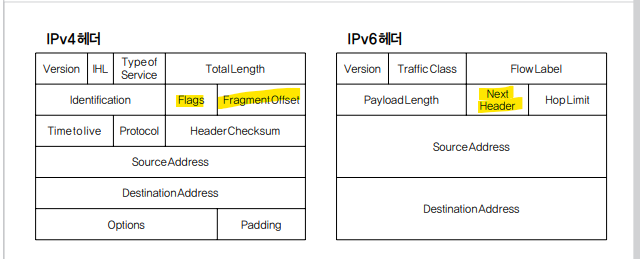 IPv4헤더
Version IHL Type of Service Total Length
Identification Flags Fragment Offset
Time to live Protocol Header Checksum
Source Address
Destination Address
Options Padding
IPv6헤더
Version Traffic Class Flow Label
Payload Length Next Header Hop Limit
Source Address
Destination Address